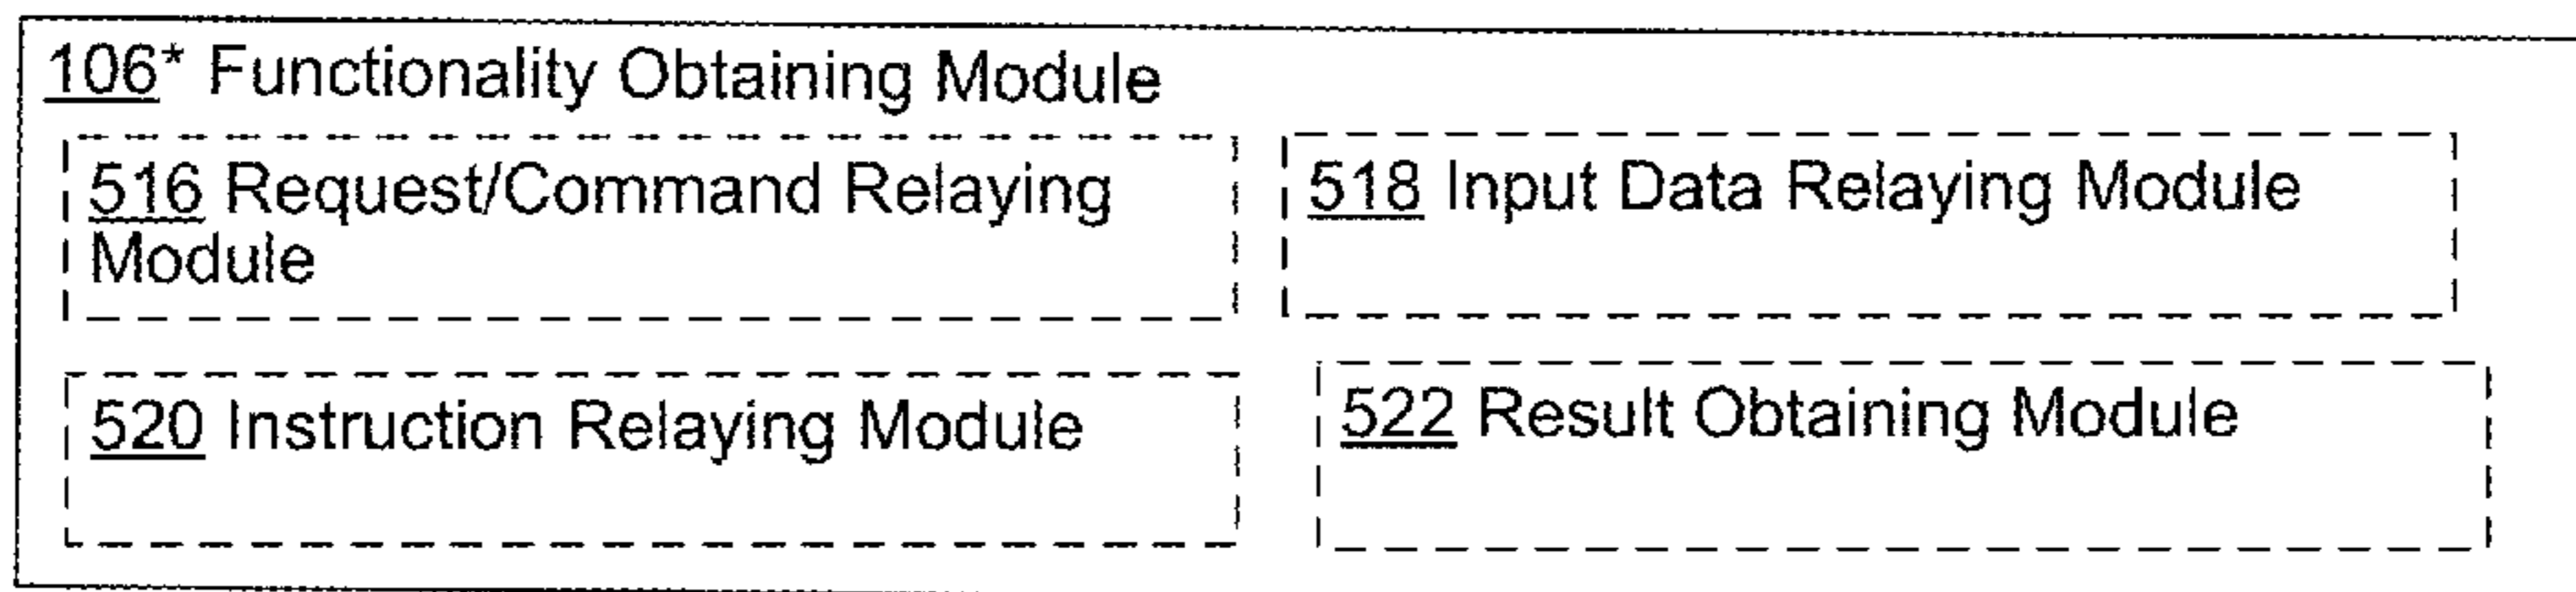 106* Functionality Obtaining Module
516 Request/Command Relaying
Module
518 Input Data Relaying Module
520 Instruction Relaying Module
522 Result Obtaining Module